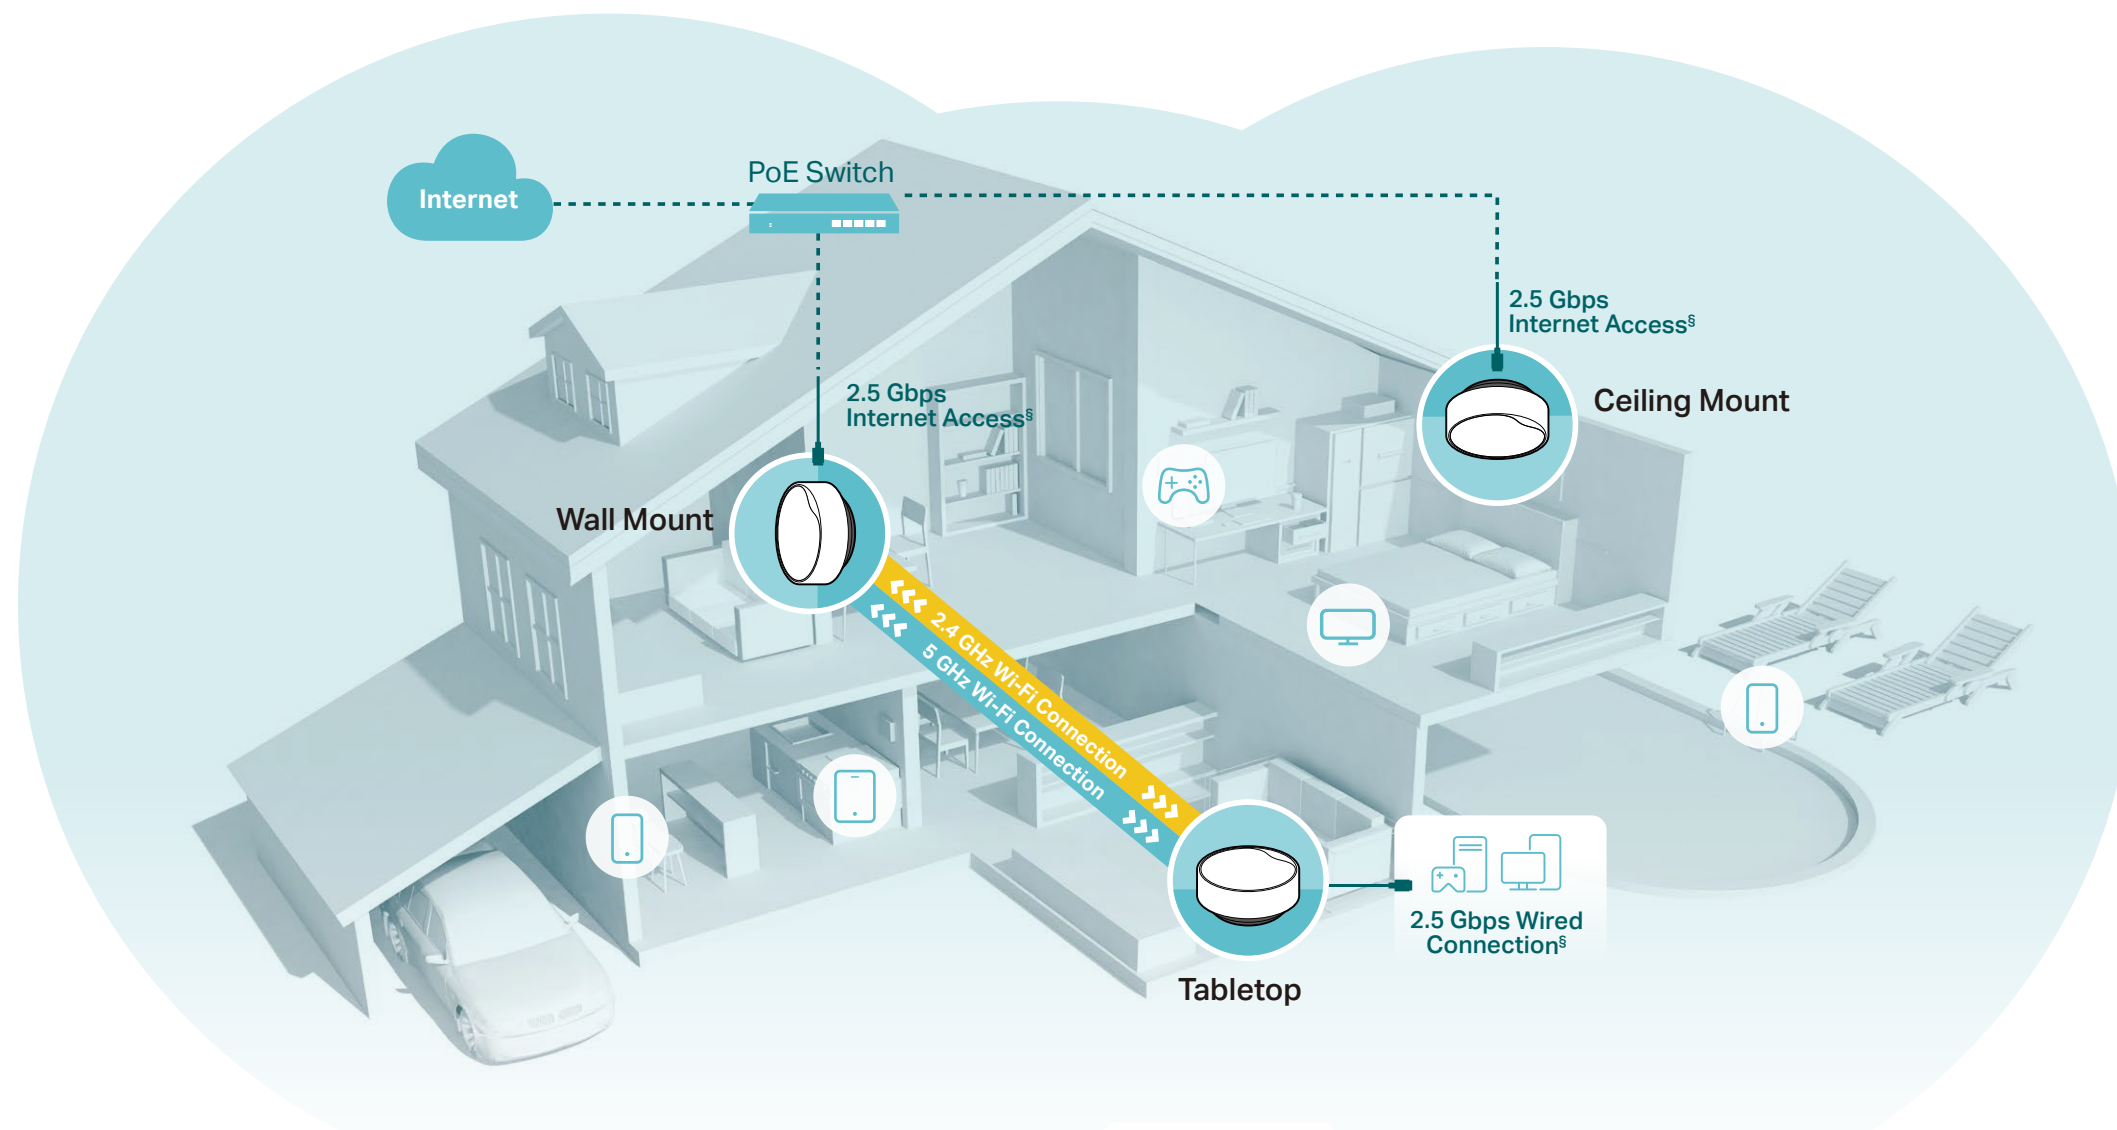 Internet
PoE Switch
2.5 Gbps
Internet Access§
Ceiling Mount
2.5 Gbps
Internet Access§
Wall Mount
2.4 GHz Wi-Fi Connection
5 GHz Wi-Fi Connection
2.5 Gbps Wired
Connection§
Tabletop